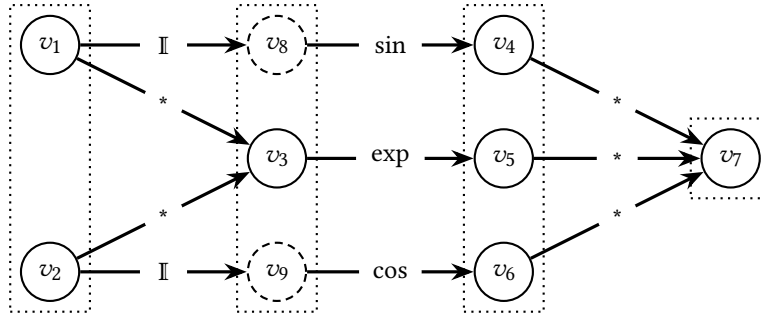 v1 𝕀 v8 sin v4
* *
v3 exp v5 * v7
* *
v2 𝕀 v9 cos v6